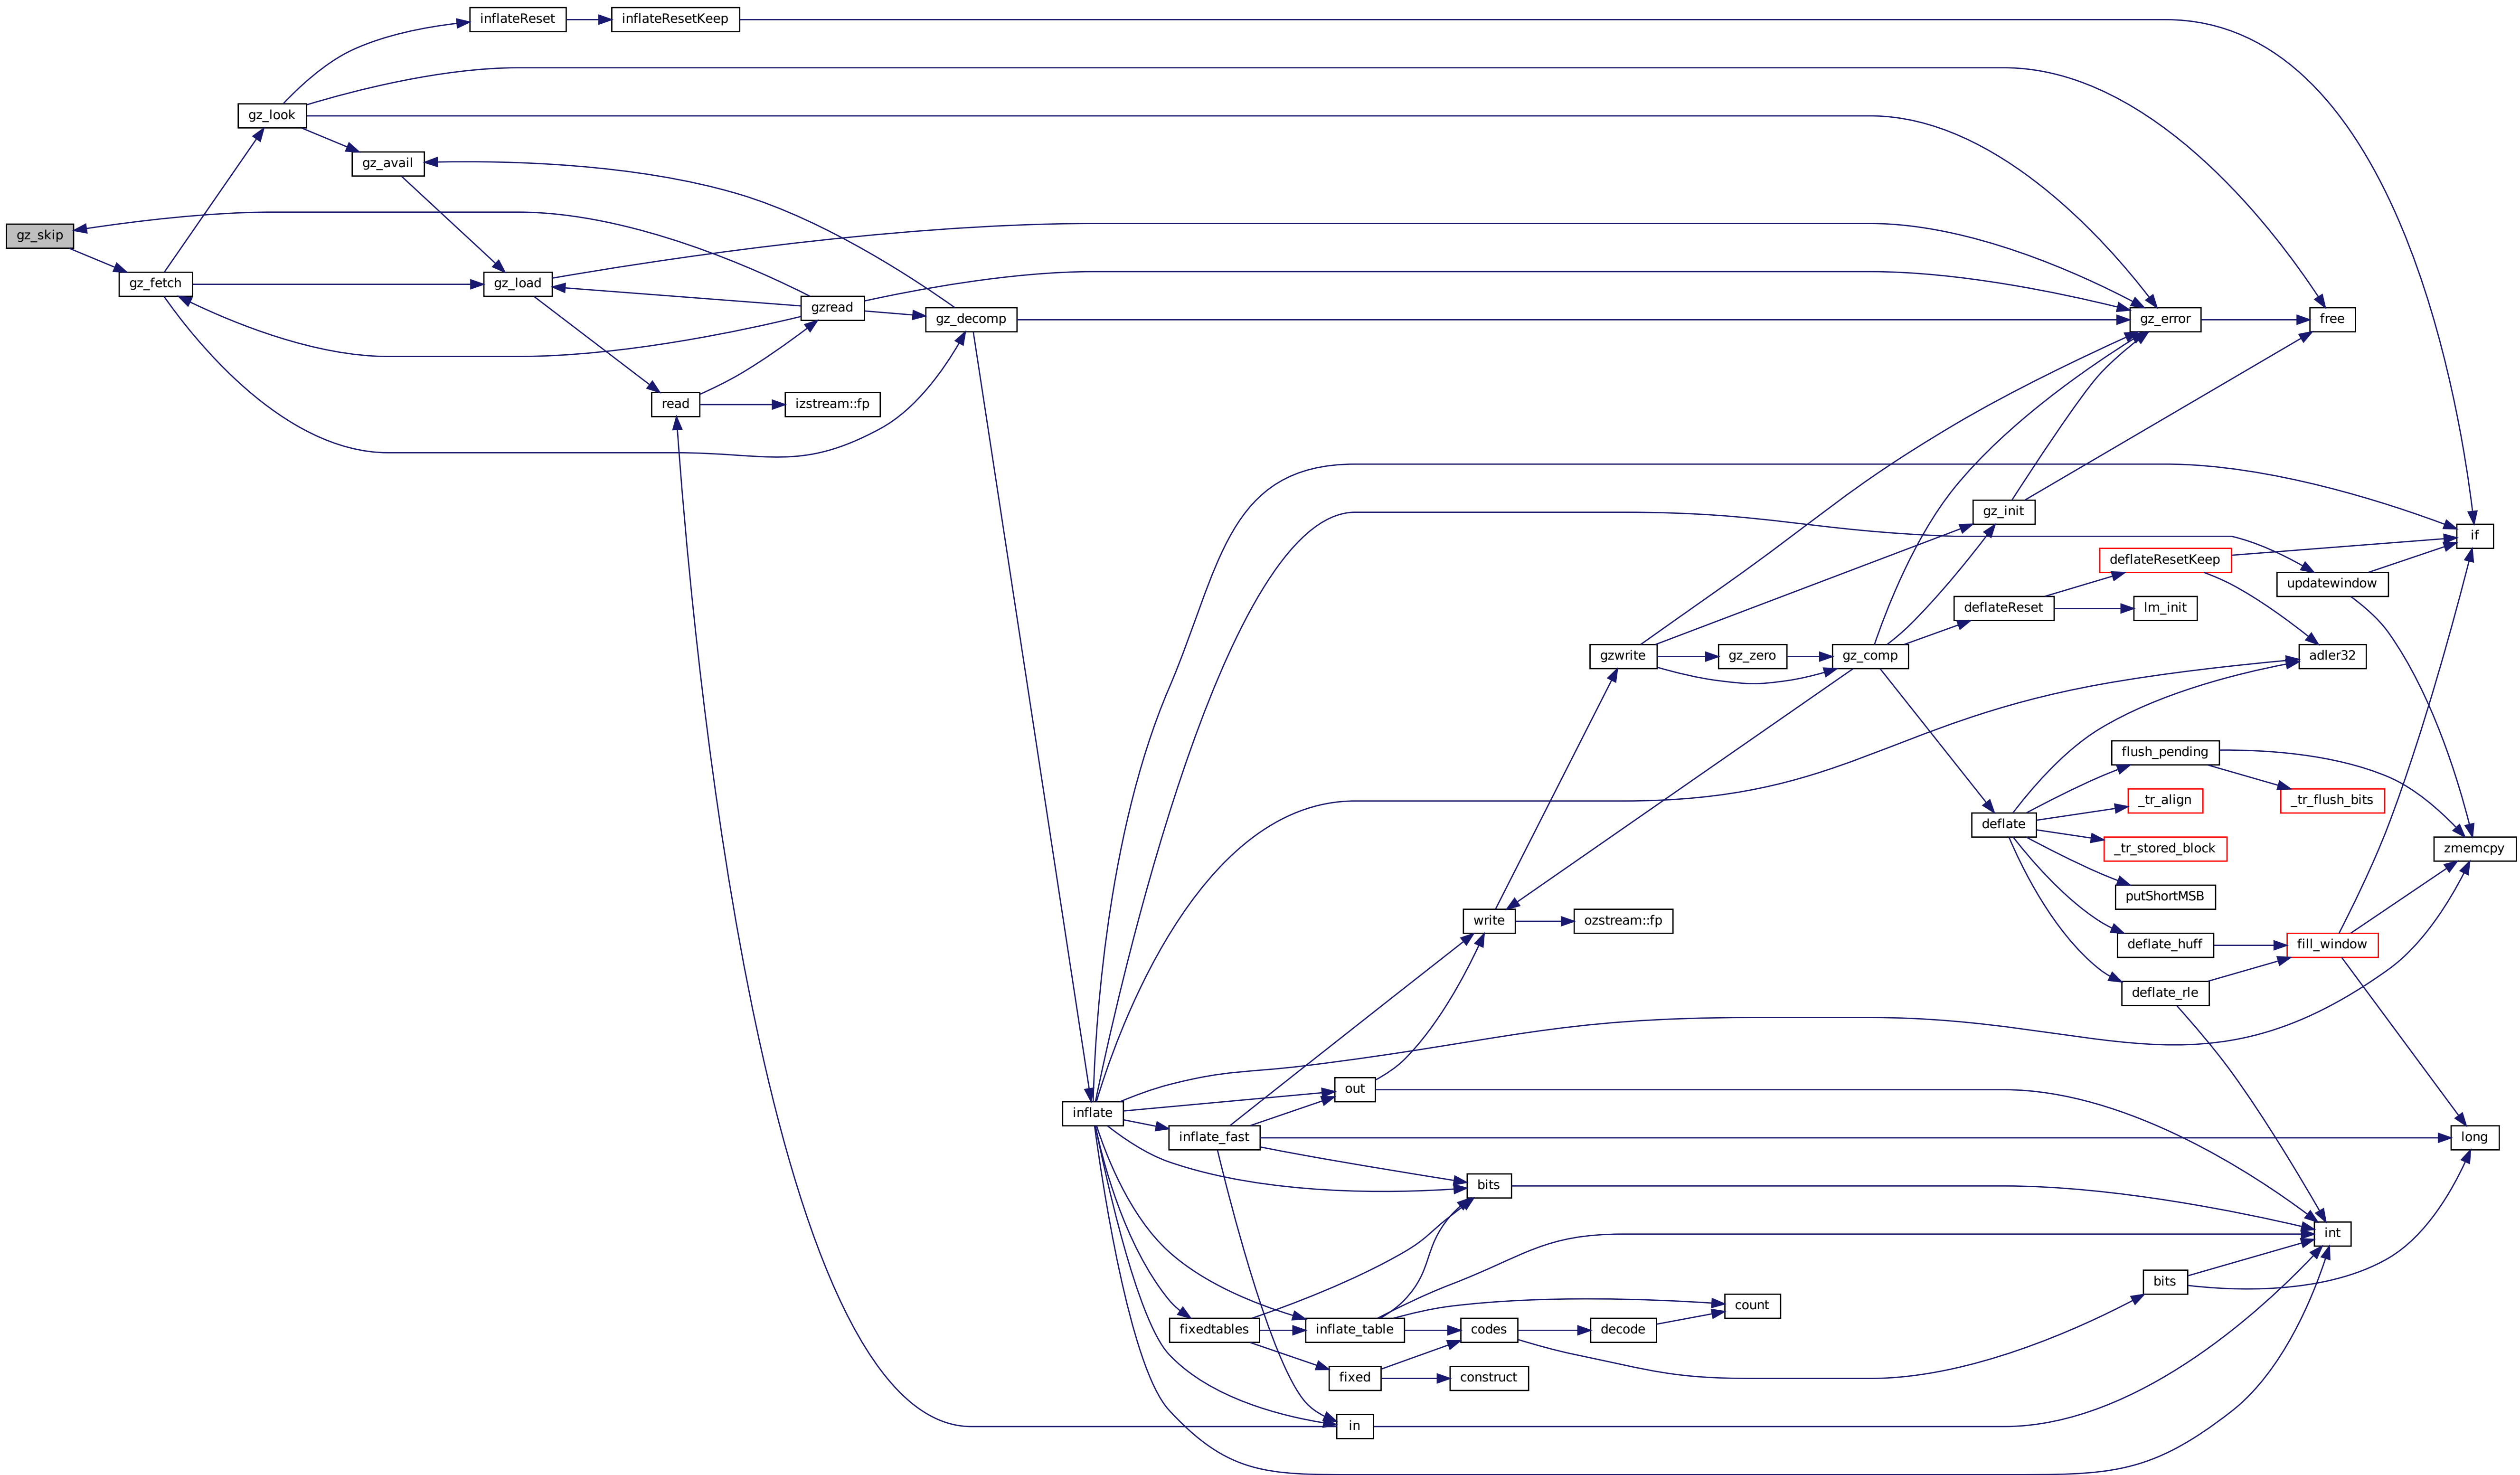 inflateReset
inflateResetKeep
gz_look
gz_avail
gz_skip
gz_fetch
gz_load
gzread
gz_decomp
gz_error
free
read
izstream::fp
gz_init
if
deflateResetKeep
updatewindow
deflateReset
lm_init
gzwrite
gz_zero
gz_comp
adler32
flush_pending
_tr_align
_tr_flush_bits
deflate
_tr_stored_block
zmemcpy
putShortMSB
write
ozstream::fp
deflate_huff
fill_window
deflate_rle
out
inflate
inflate_fast
long
bits
int
bits
count
fixedtables
inflate_table
codes
decode
fixed
construct
in